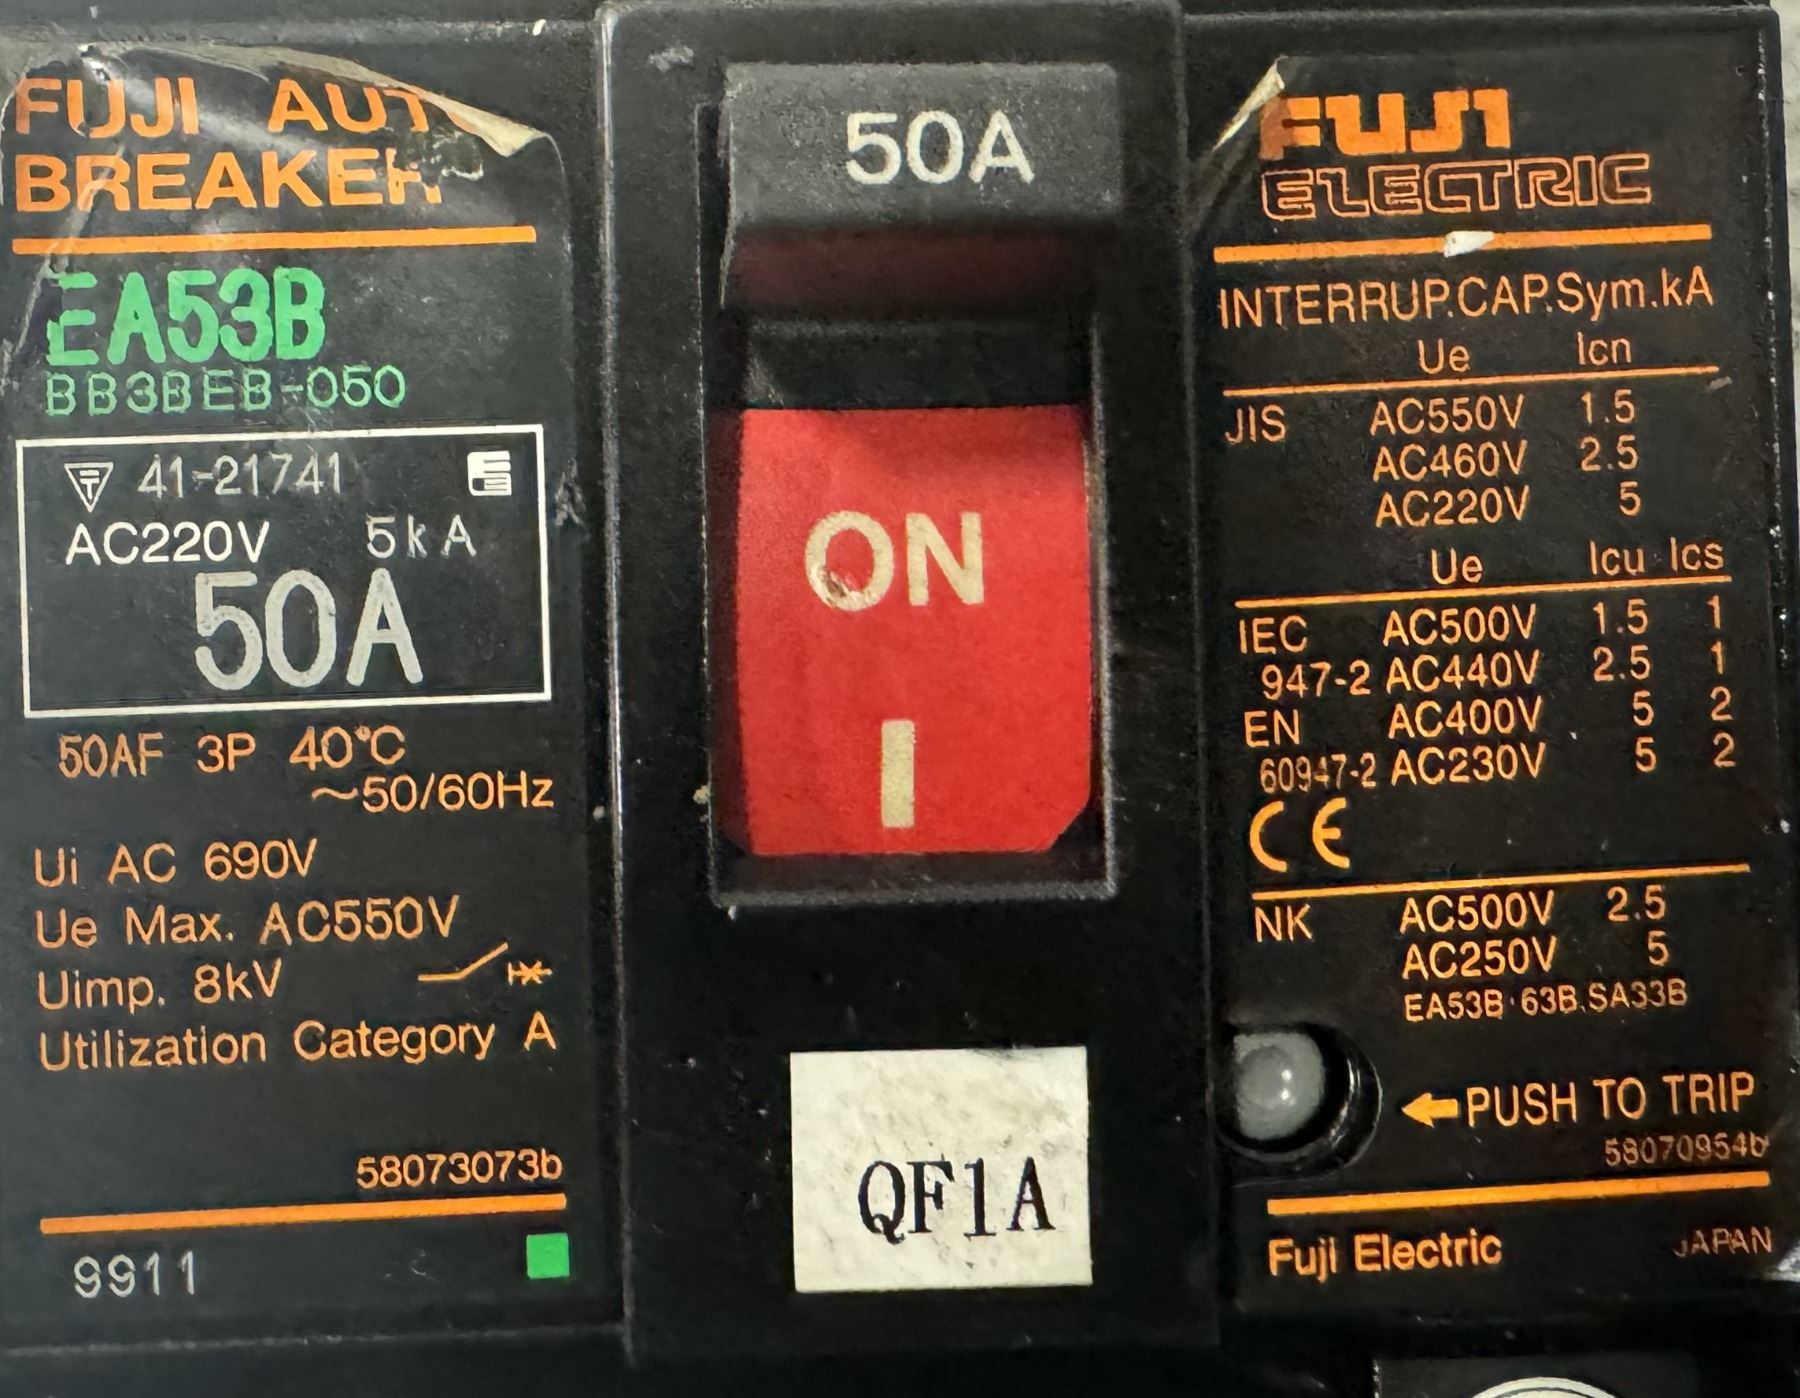 FUJI AUTO
BREAKER
EA53B
BB3BEB-050
41-21741
AC220V 5kA
50A
50AF 3P 40°C
~50/60Hz
Ui AC 690V
Ue Max. AC550V
Uimp. 8kV
Utilization Category A
58073073b
9911
50A
ON
I
QF1A
FUJI
ELECTRIC
INTERRUP.CAP.Sym.kA
Ue Icn
JIS AC550V 1.5
AC460V 2.5
AC220V 5
Ue Icu Ics
IEC AC500V 1.5 1
947-2 AC440V 2.5 1
EN AC400V 5 2
60947-2 AC230V 5 2
CE
NK AC500V 2.5
AC250V 5
EA53B·63B.SA33B
←PUSH TO TRIP
58070954b
Fuji Electric JAPAN